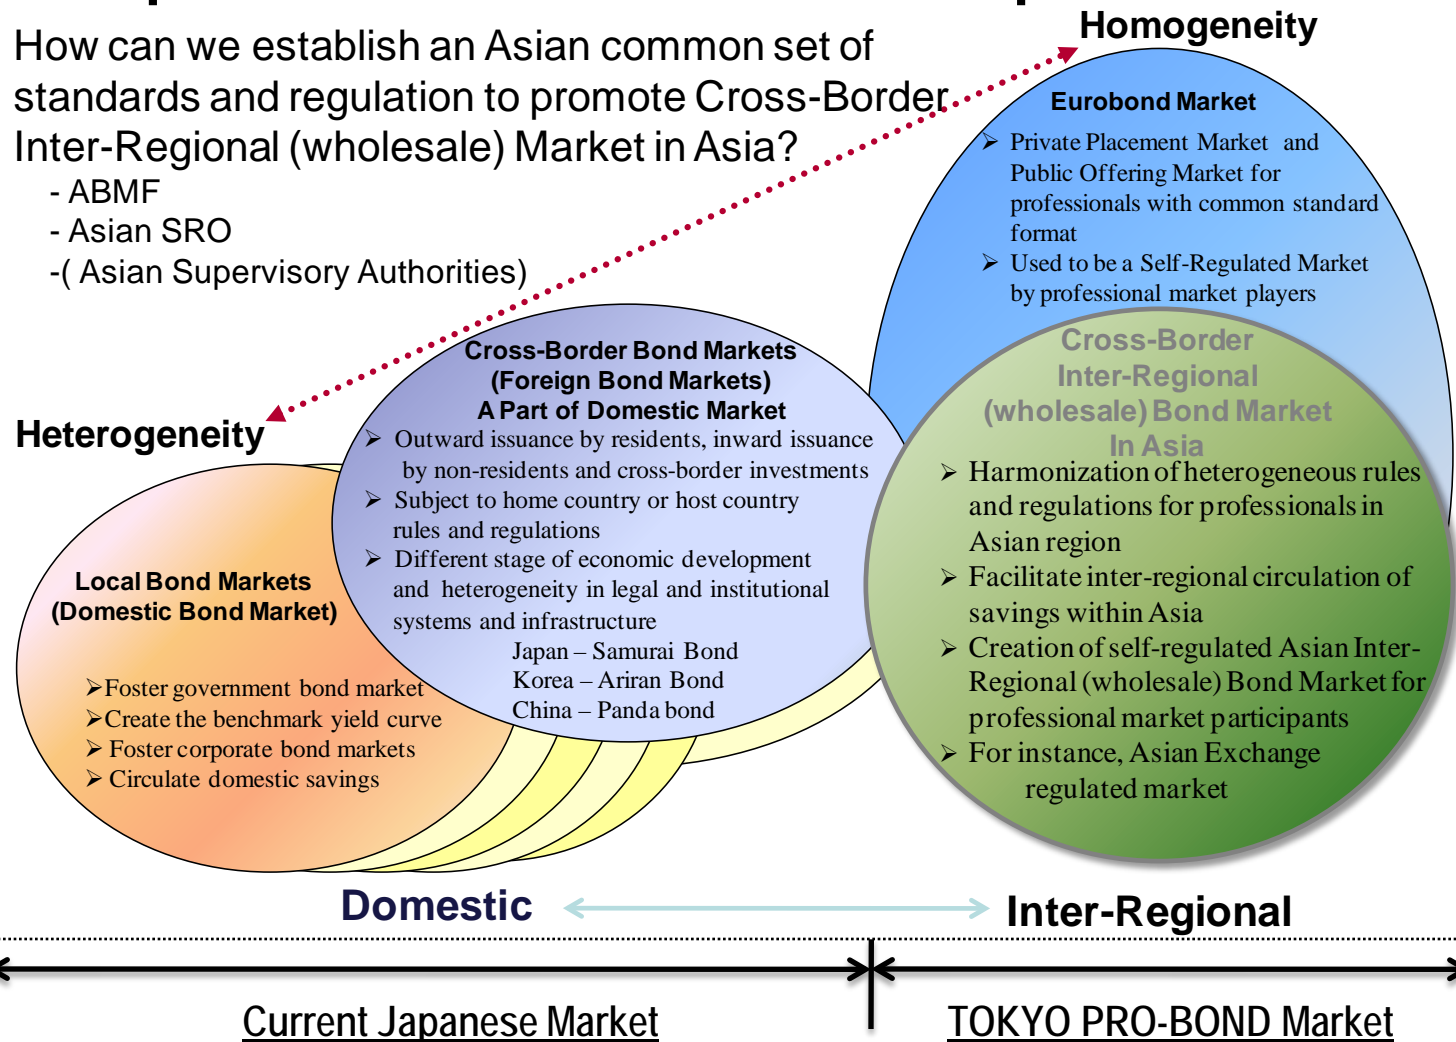 How can we establish an Asian common set of
standards and regulation to promote Cross-Border
Inter-Regional (wholesale) Market in Asia?
- ABMF
- Asian SRO
-( Asian Supervisory Authorities)
Homogeneity
Eurobond Market
➢ Private Placement Market and
Public Offering Market for
professionals with common standard
format
➢ Used to be a Self-Regulated Market
by professional market players
Heterogeneity
Cross-Border Bond Markets
(Foreign Bond Markets)
A Part of Domestic Market
➢ Outward issuance by residents, inward issuance
by non-residents and cross-border investments
➢ Subject to home country or host country
rules and regulations
➢ Different stage of economic development
and heterogeneity in legal and institutional
systems and infrastructure
Japan – Samurai Bond
Korea – Ariran Bond
China – Panda bond
Cross-Border
Inter-Regional
(wholesale) Bond Market
In Asia
➢ Harmonization of heterogeneous rules
and regulations for professionals in
Asian region
➢ Facilitate inter-regional circulation of
savings within Asia
➢ Creation of self-regulated Asian Inter-
Regional (wholesale) Bond Market for
professional market participants
➢ For instance, Asian Exchange
regulated market
Local Bond Markets
(Domestic Bond Market)
➢Foster government bond market
➢Create the benchmark yield curve
➢ Foster corporate bond markets
➢ Circulate domestic savings
Domestic
Inter-Regional
Current Japanese Market
TOKYO PRO-BOND Market